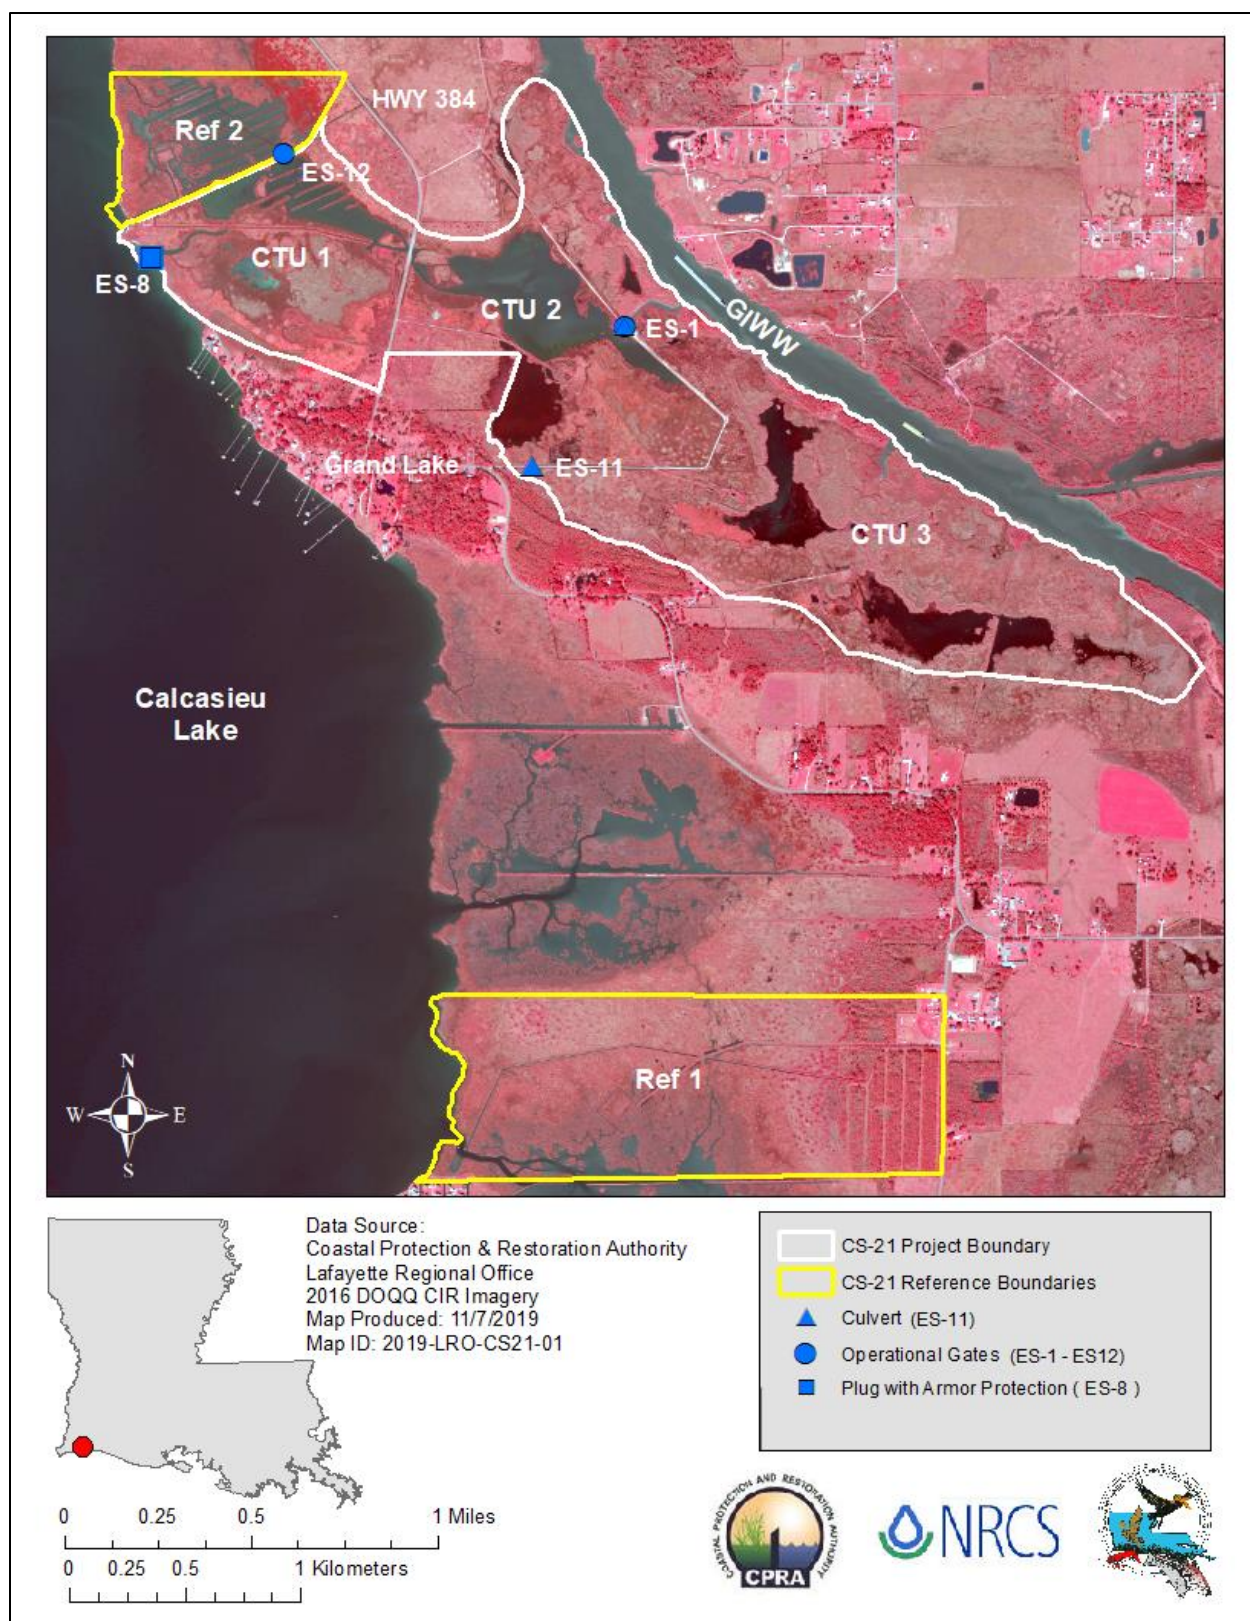 HWY 384
Ref 2
ES-12
CTU 1
ES-8
CTU 2
ES-1
GIWW
Grand Lake
ES-11
CTU 3
Calcasieu
Lake
Ref 1
N
W
E
S
Data Source:
Coastal Protection & Restoration Authority
Lafayette Regional Office
2016 DOQQ CIR Imagery
Map Produced: 11/7/2019
Map ID: 2019-LRO-CS21-01
CS-21 Project Boundary
CS-21 Reference Boundaries
Culvert (ES-11)
Operational Gates (ES-1 - ES12)
Plug with Armor Protection ( ES-8 )
0 0.25 0.5 1 Miles
0 0.25 0.5 1 Kilometers
COASTAL PROTECTION AND RESTORATION AUTHORITY
CPRA
NRCS